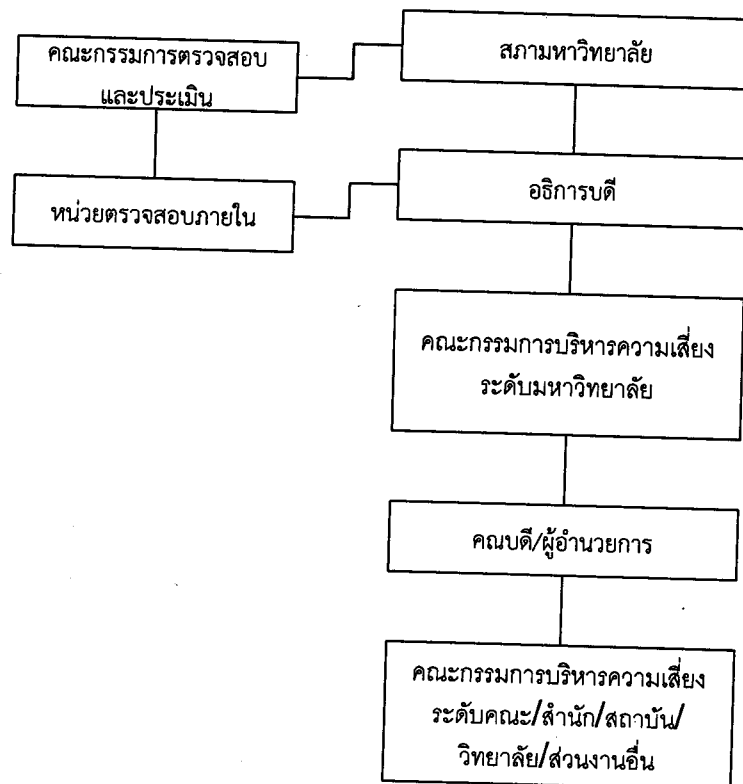 สภามหาวิทยาลัย
คณะกรรมการตรวจสอบ
และประเมิน
อธิการบดี
หน่วยตรวจสอบภายใน
คณะกรรมการบริหารความเสี่ยง
ระดับมหาวิทยาลัย
คณบดี/ผู้อำนวยการ
คณะกรรมการบริหารความเสี่ยง
ระดับคณะ/สำนัก/สถาบัน/
วิทยาลัย/ส่วนงานอื่น